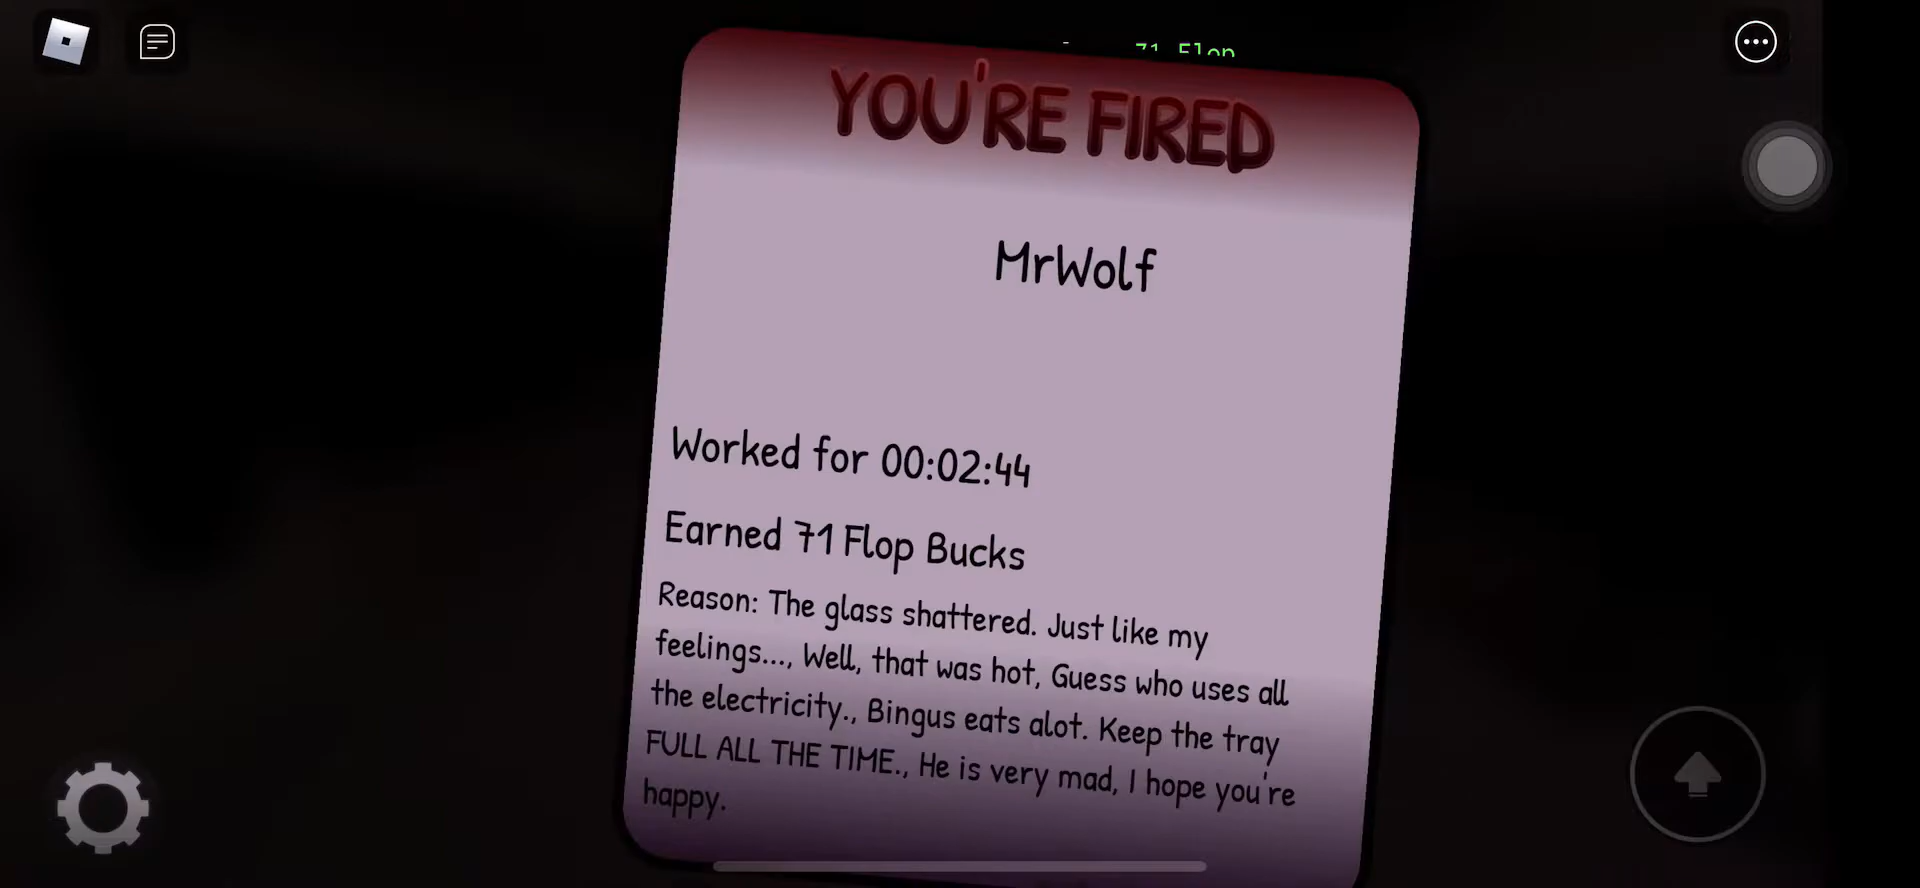 71 Flop
YOU'RE FIRED
MrWolf
Worked for 00:02:44
Earned 71 Flop Bucks
Reason: The glass shattered. Just like my
feelings..., Well, that was hot, Guess who uses all
the electricity., Bingus eats alot. Keep the tray
FULL ALL THE TIME., He is very mad, I hope you're
happy.